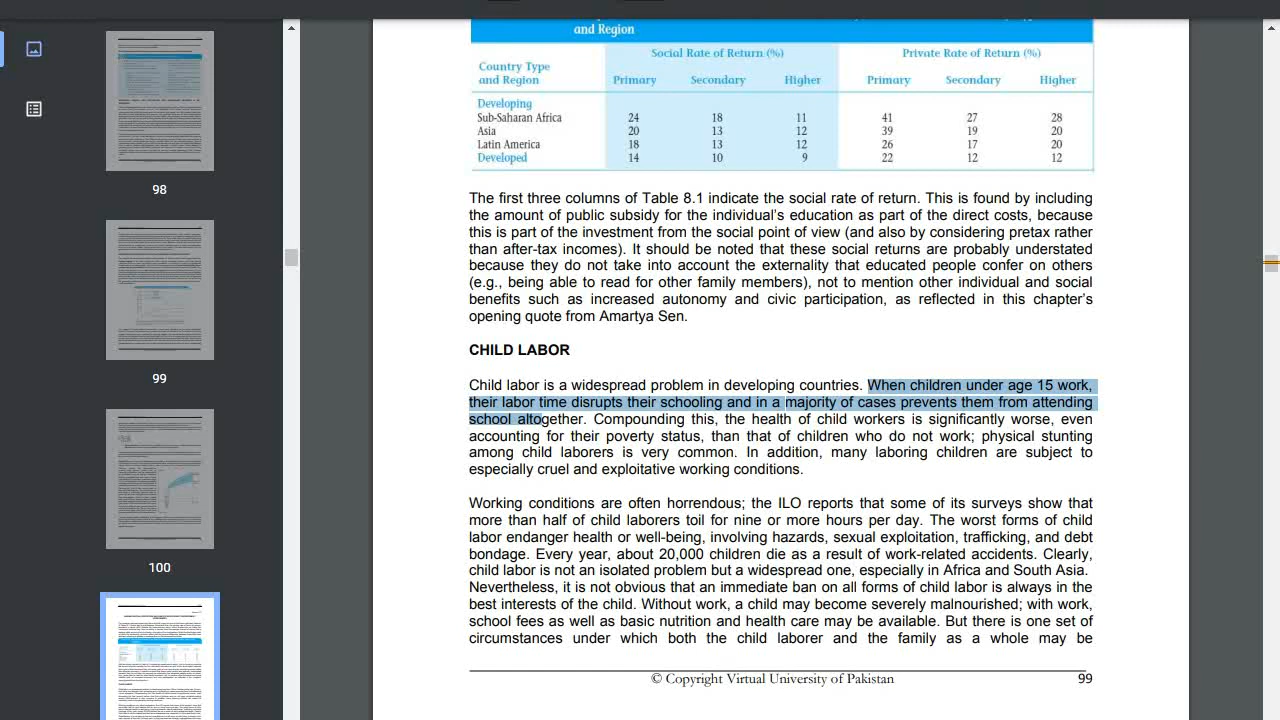 and Region
Social Rate of Return (%) Private Rate of Return (%)
Country Type
and Region Primary Secondary Higher Primary Secondary Higher
Developing
Sub-Saharan Africa 24 18 11 41 27 28
Asia 20 13 12 39 19 20
Latin America 18 13 12 26 17 20
Developed 14 10 9 22 12 12
The first three columns of Table 8.1 indicate the social rate of return. This is found by including
the amount of public subsidy for the individual's education as part of the direct costs, because
this is part of the investment from the social point of view (and also by considering pretax rather
than after-tax incomes). It should be noted that these social returns are probably understated
because they do not take into account the externality that educated people confer on others
(e.g., being able to read for other family members), not to mention other individual and social
benefits such as increased autonomy and civic participation, as reflected in this chapter's
opening quote from Amartya Sen.
CHILD LABOR
Child labor is a widespread problem in developing countries. When children under age 15 work,
their labor time disrupts their schooling and in a majority of cases prevents them from attending
school altogether. Compounding this, the health of child workers is significantly worse, even
accounting for their poverty status, than that of children who do not work; physical stunting
among child laborers is very common. In addition, many laboring children are subject to
especially cruel and exploitative working conditions.
Working conditions are often horrendous; the ILO reports that some of its surveys show that
more than half of child laborers toil for nine or more hours per day. The worst forms of child
labor endanger health or well-being, involving hazards, sexual exploitation, trafficking, and debt
bondage. Every year, about 20,000 children die as a result of work-related accidents. Clearly,
child labor is not an isolated problem but a widespread one, especially in Africa and South Asia.
Nevertheless, it is not obvious that an immediate ban on all forms of child labor is always in the
best interests of the child. Without work, a child may become severely malnourished; with work,
school fees as well as basic nutrition and health care may be available. But there is one set of
circumstances under which both the child laborer and the family as a whole may be
© Copyright Virtual University of Pakistan 99
98
99
100